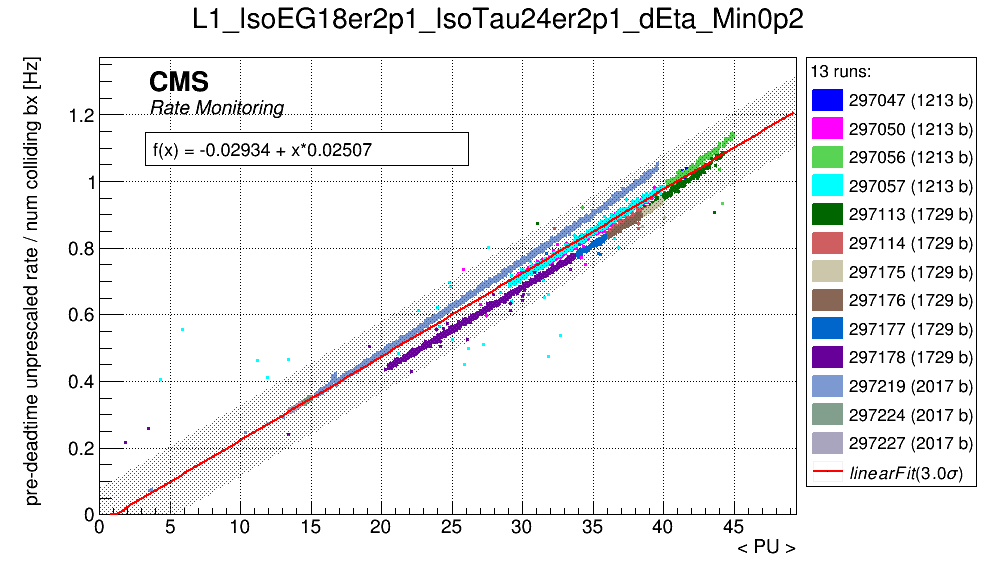 L1_IsoEG18er2p1_IsoTau24er2p1_dEta_Min0p2
pre-deadtime unprescaled rate / num colliding bx [Hz]
CMS
Rate Monitoring
f(x) = -0.02934 + x*0.02507
1.2
1
0.8
0.6
0.4
0.2
0
0 5 10 15 20 25 30 35 40 45
< PU >
13 runs:
297047 (1213 b)
297050 (1213 b)
297056 (1213 b)
297057 (1213 b)
297113 (1729 b)
297114 (1729 b)
297175 (1729 b)
297176 (1729 b)
297177 (1729 b)
297178 (1729 b)
297219 (2017 b)
297224 (2017 b)
297227 (2017 b)
linearFit(3.0σ)